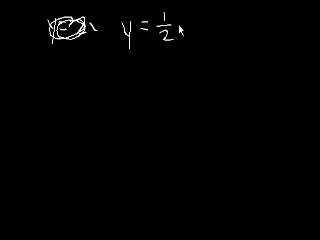 y = 1/2